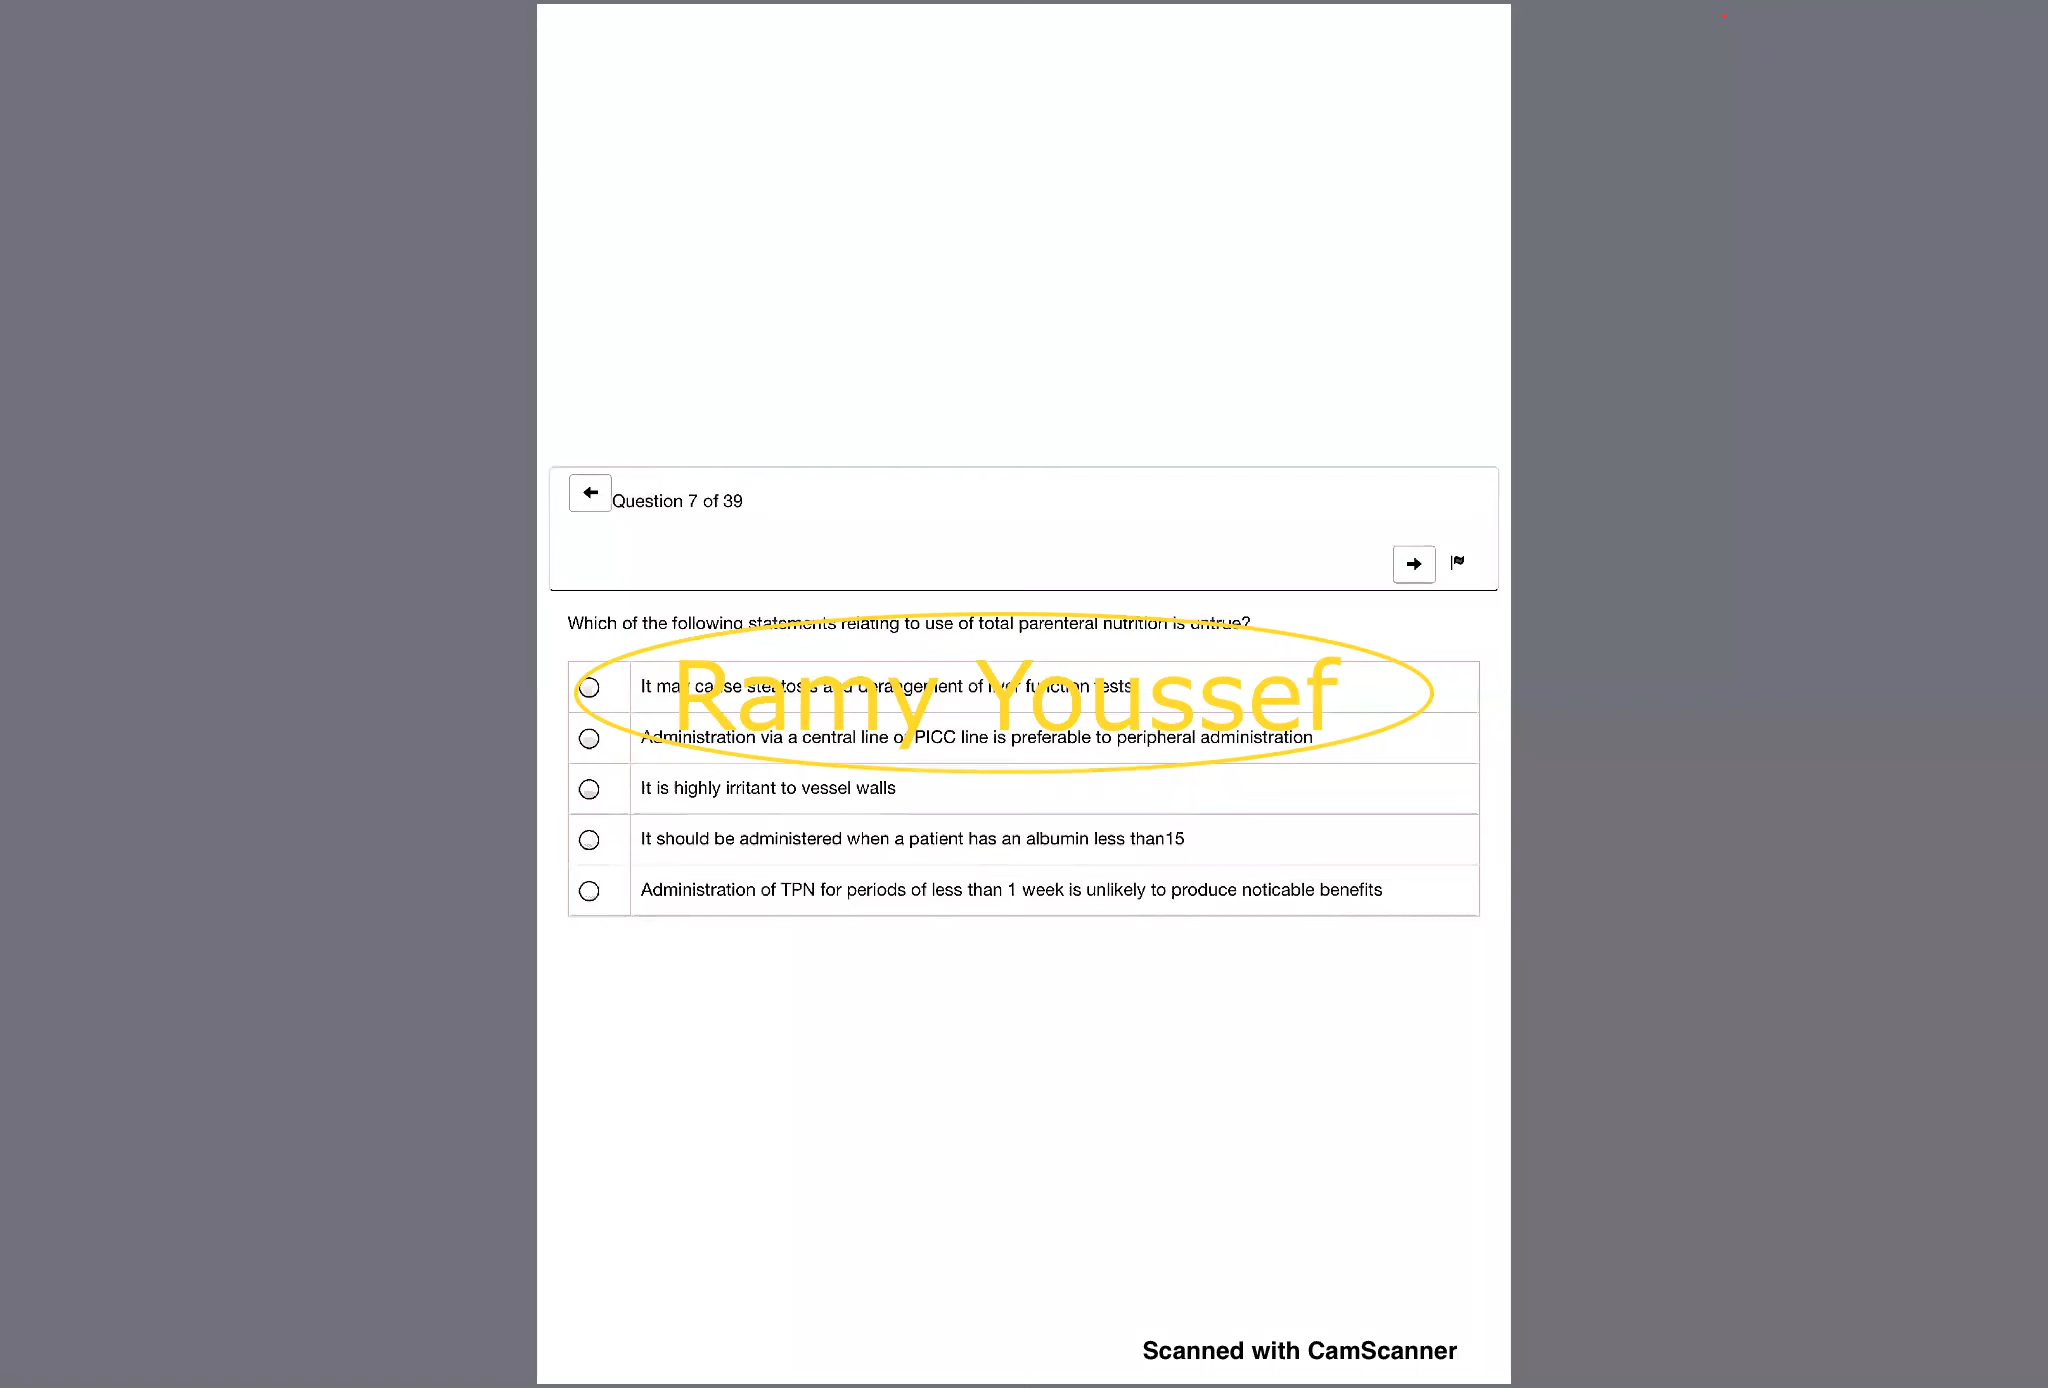 Question 7 of 39
Which of the following statements relating to use of total parenteral nutrition is untrue?
Ramy Youssef
It may cause steatosis and derangement of liver function tests
Administration via a central line or PICC line is preferable to peripheral administration
It is highly irritant to vessel walls
It should be administered when a patient has an albumin less than15
Administration of TPN for periods of less than 1 week is unlikely to produce noticable benefits
Scanned with CamScanner